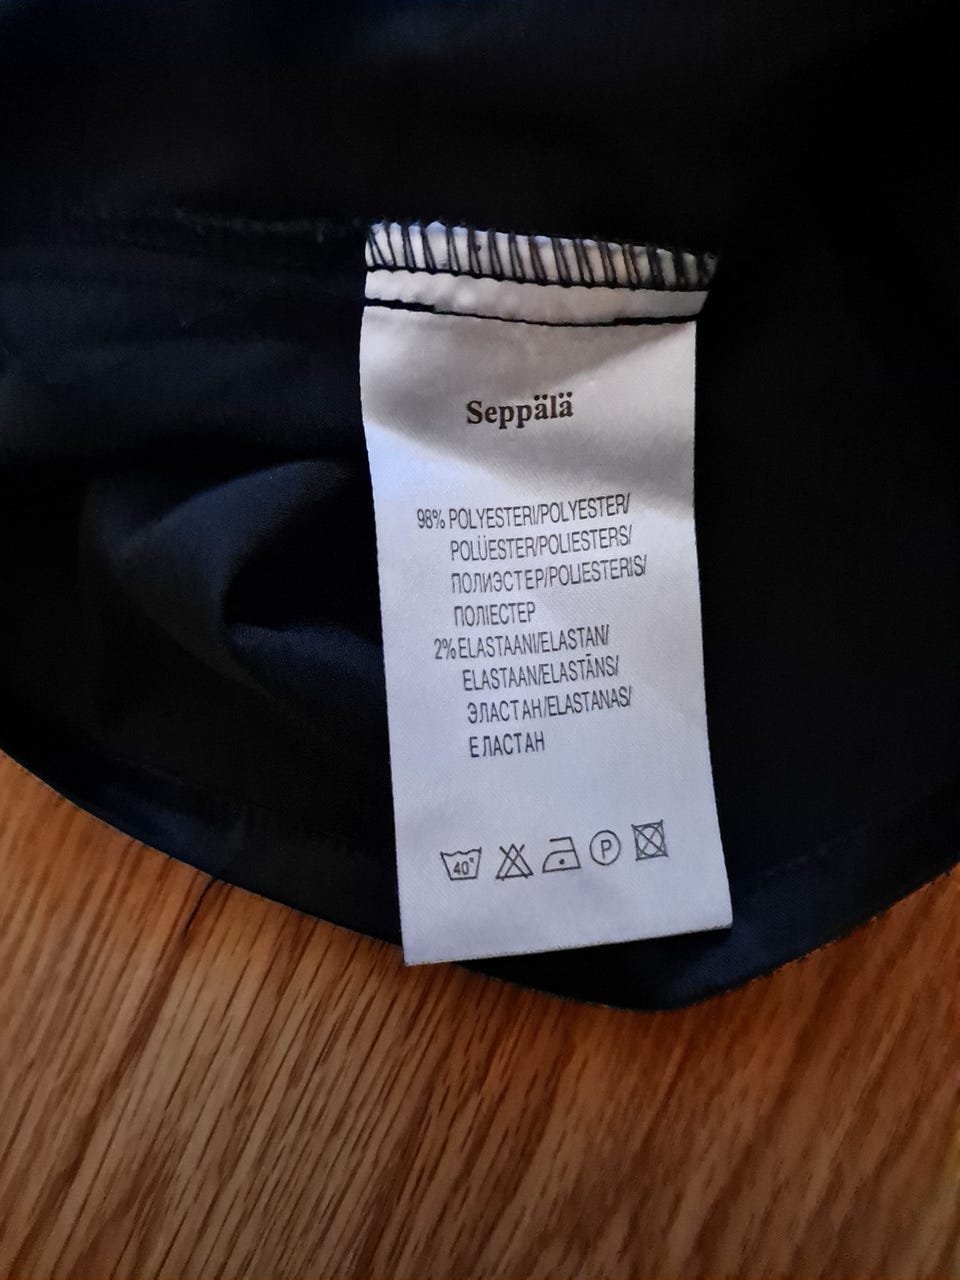 Seppälä
98% POLYESTERI/POLYESTER/
POLÜESTER/POLIESTERS/
ПОЛИЭСТЕР/POLIESTERIS/
ПОЛІЕСТЕР
2% ELASTAANI/ELASTAN/
ELASTAAN/ELASTĀNS/
ЭЛАСТАН/ELASTANAS/
ЕЛАСТАН
40° P